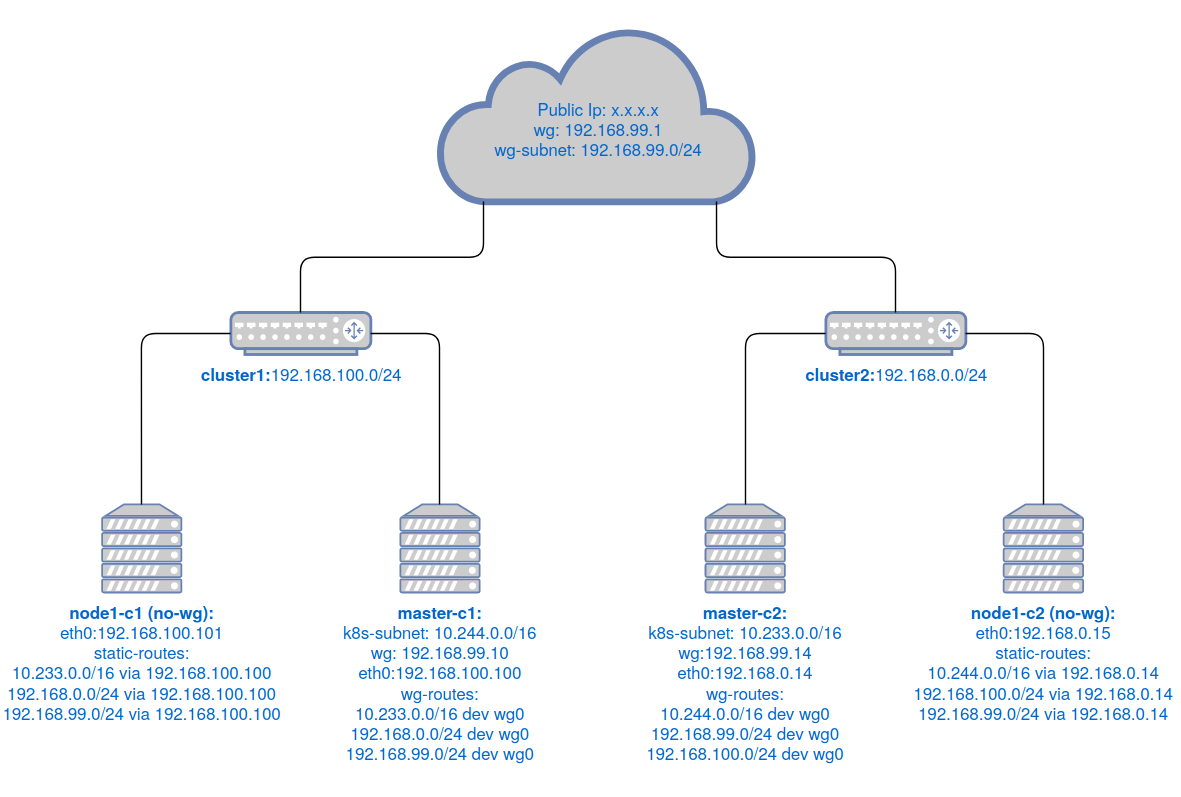 Public Ip: x.x.x.x
wg: 192.168.99.1
wg-subnet: 192.168.99.0/24
cluster1:192.168.100.0/24
cluster2:192.168.0.0/24
node1-c1 (no-wg):
eth0:192.168.100.101
static-routes:
10.233.0.0/16 via 192.168.100.100
192.168.0.0/24 via 192.168.100.100
192.168.99.0/24 via 192.168.100.100
master-c1:
k8s-subnet: 10.244.0.0/16
wg: 192.168.99.10
eth0:192.168.100.100
wg-routes:
10.233.0.0/16 dev wg0
192.168.0.0/24 dev wg0
192.168.99.0/24 dev wg0
master-c2:
k8s-subnet: 10.233.0.0/16
wg:192.168.99.14
eth0:192.168.0.14
wg-routes:
10.244.0.0/16 dev wg0
192.168.99.0/24 dev wg0
192.168.100.0/24 dev wg0
node1-c2 (no-wg):
eth0:192.168.0.15
static-routes:
10.244.0.0/16 via 192.168.0.14
192.168.100.0/24 via 192.168.0.14
192.168.99.0/24 via 192.168.0.14